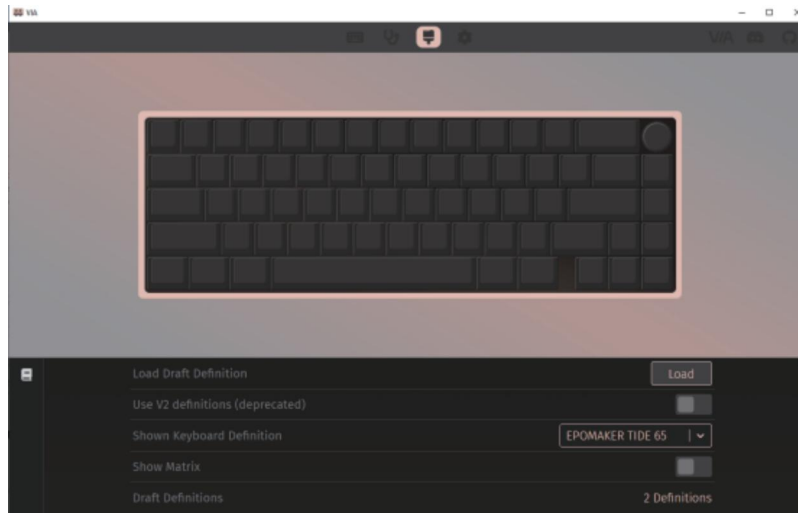 VIA
VIA
Load Draft Definition
Load
Use V2 definitions (deprecated)
Shown Keyboard Definition
EPOMAKER TIDE 65
Show Matrix
Draft Definitions
2 Definitions